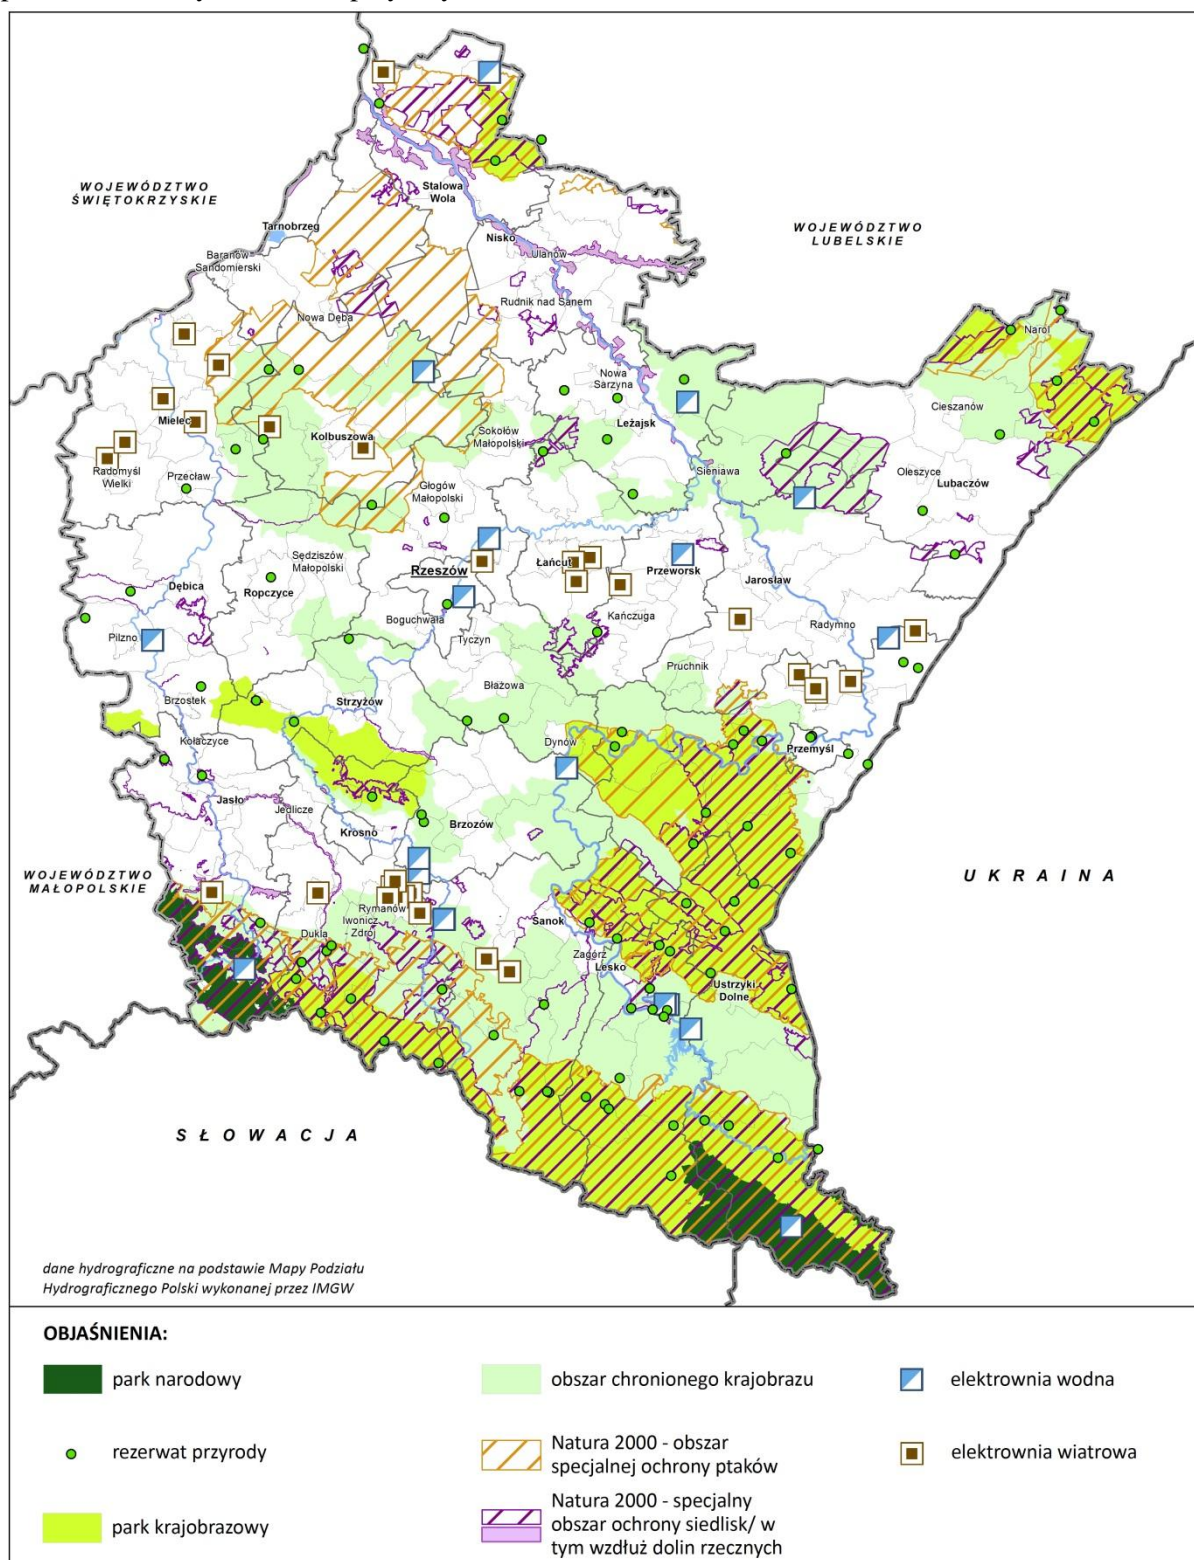 WOJEWÓDZTWO
ŚWIĘTOKRZYSKIE
Stalowa
Wola
Tarnobrzeg
WOJEWÓDZTWO
LUBELSKIE
Nisko
Ulanów
Baranów
Sandomierski
Rudnik nad Sanem
Nowa Dęba
Narol
Nowa
Sarzyna
Cieszanów
Mielec
Leżajsk
Kolbuszowa
Sokołów
Małopolski
Radomyśl
Wielki
Przecław
Sieniawa
Oleszyce
Lubaczów
Głogów
Małopolski
Sędziszów
Małopolski
Rzeszów
Łańcut
Przeworsk
Jarosław
Dębica
Ropczyce
Boguchwała
Kańczuga
Radymno
Pilzno
Tyczyn
Pruchnik
Błażowa
Brzostek
Strzyżów
Kołaczyce
Dynów
Przemyśl
Jasło
Jedlicze
Krosno
Brzozów
WOJEWÓDZTWO
MAŁOPOLSKIE
UKRAINA
Rymanów
Iwonicz
- Zdrój
Dukla
Sanok
Zagórz
Lesko
Ustrzyki
Dolne
SŁOWACJA
dane hydrograficzne na podstawie Mapy Podziału
Hydrograficznego Polski wykonanej przez IMGW
OBJAŚNIENIA:
park narodowy
obszar chronionego krajobrazu
elektrownia wodna
rezerwat przyrody
Natura 2000 - obszar
specjalnej ochrony ptaków
elektrownia wiatrowa
park krajobrazowy
Natura 2000 - specjalny
obszar ochrony siedlisk/ w
tym wzdłuż dolin rzecznych